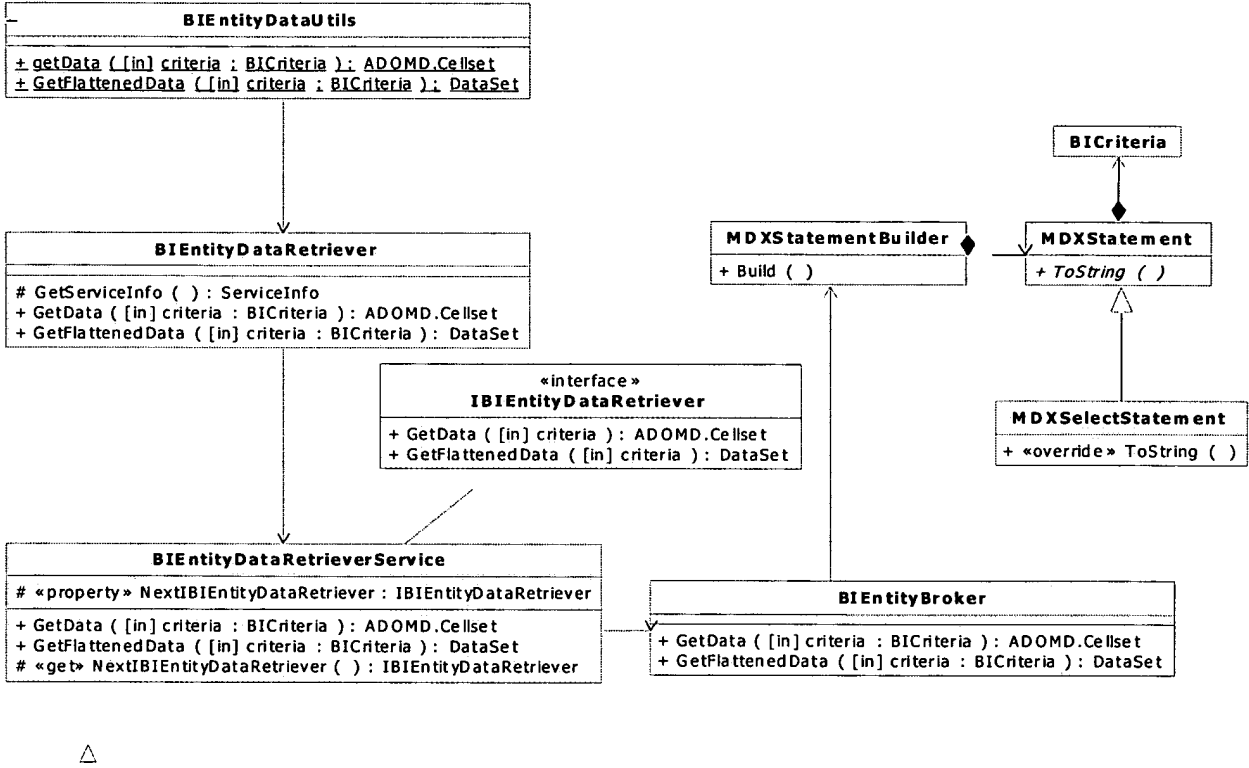 BIEntityDataUtils
+ getData ( [in] criteria : BICriteria ) : ADOMD.Cellset
+ GetFlattenedData ( [in] criteria : BICriteria ) : DataSet
BICriteria
BIEntityDataRetriever
# GetServiceInfo ( ) : ServiceInfo
+ GetData ( [in] criteria : BICriteria ) : ADOMD.Cellset
+ GetFlattenedData ( [in] criteria : BICriteria ) : DataSet
MDXStatementBuilder
+ Build ( )
MDXStatement
+ ToString ( )
«interface»
IBIEntityDataRetriever
+ GetData ( [in] criteria ) : ADOMD.Cellset
+ GetFlattenedData ( [in] criteria ) : DataSet
MDXSelectStatement
+ «override» ToString ( )
BIEntityDataRetrieverService
# «property» NextIBIEntityDataRetriever : IBIEntityDataRetriever
+ GetData ( [in] criteria : BICriteria ) : ADOMD.Cellset
+ GetFlattenedData ( [in] criteria : BICriteria ) : DataSet
# «get» NextIBIEntityDataRetriever ( ) : IBIEntityDataRetriever
BIEntityBroker
+ GetData ( [in] criteria : BICriteria ) : ADOMD.Cellset
+ GetFlattenedData ( [in] criteria : BICriteria ) : DataSet